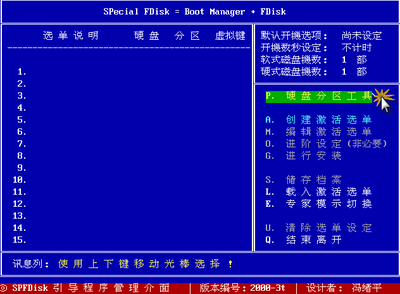 SPecial FDisk = Boot Manager + FDisk
选单说明 硬盘 分区 虚拟键
1.
2.
3.
4.
5.
6.
7.
8.
9.
10.
11.
12.
13.
14.
15.
默认开機选项: 尚未设定
开機数秒设定: 不计时
软式磁盘機数: 1 部
硬式磁盘機数: 1 部
P. 硬盘分区工具
A. 创建激活选单
M. 编辑激活选单
O. 进阶设定(非必要)
G. 进行安装
S. 储存档案
L. 载入激活选单
E. 专家模示切换
U. 清除选单设定
Q. 结束离开
讯息列: 使用上下键移动光棒选择 !
SPFDisk 引导程序管理介面 | 版本编号:2000-3t | 设计者: 冯绪平